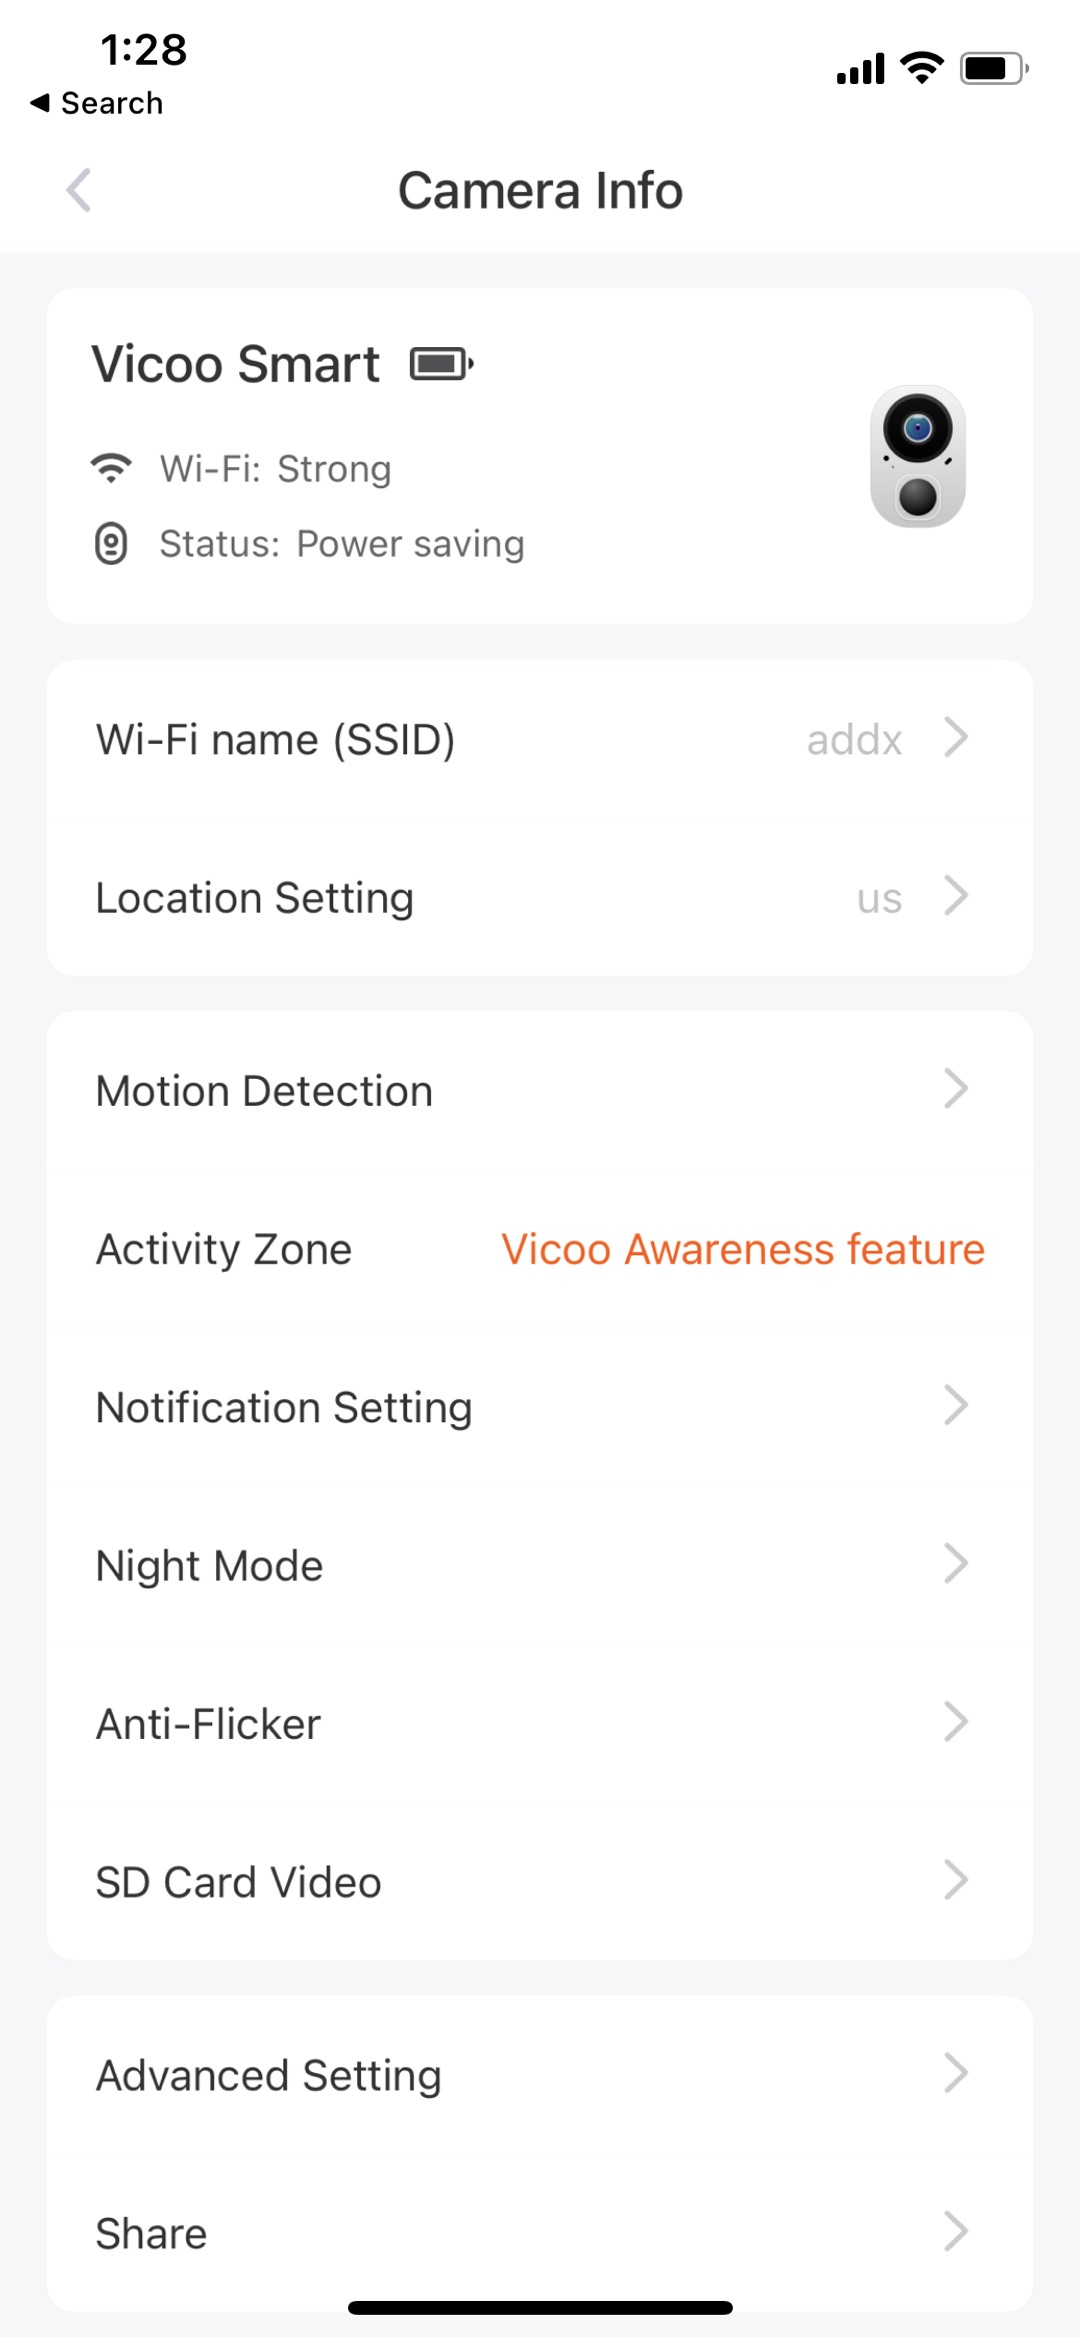 1:28
◀ Search
Camera Info
Vicoo Smart
Wi-Fi: Strong
Status: Power saving
Wi-Fi name (SSID) addx
Location Setting us
Motion Detection
Activity Zone Vicoo Awareness feature
Notification Setting
Night Mode
Anti-Flicker
SD Card Video
Advanced Setting
Share